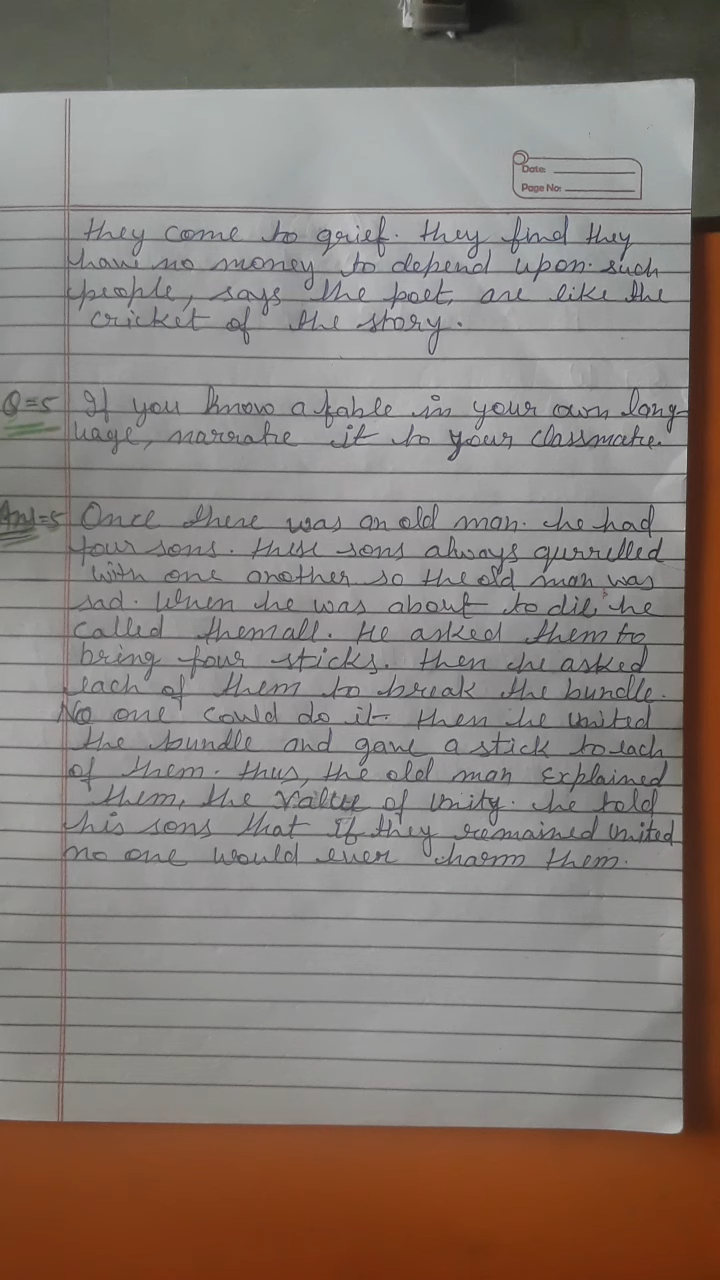 Date:
Page No:
they come to grief. they find they
have no money to depend upon. such
people, says the poet, are like the
cricket of the story.
Q=5 If you know a fable in your own lang-
uage, narrate it to your classmate.
Ans=5 Once there was an old man. he had
four sons. these sons always qurrelled
with one another so the old man was
sad. When he was about to die, he
called them all. He asked them to
bring four sticks. then he asked
each of them to break the bundle.
No one could do it then he united
the bundle and gave a stick to each
of them. thus, the old man explained
them, the value of unity. he told
his sons that if they remained united
no one would ever harm them.